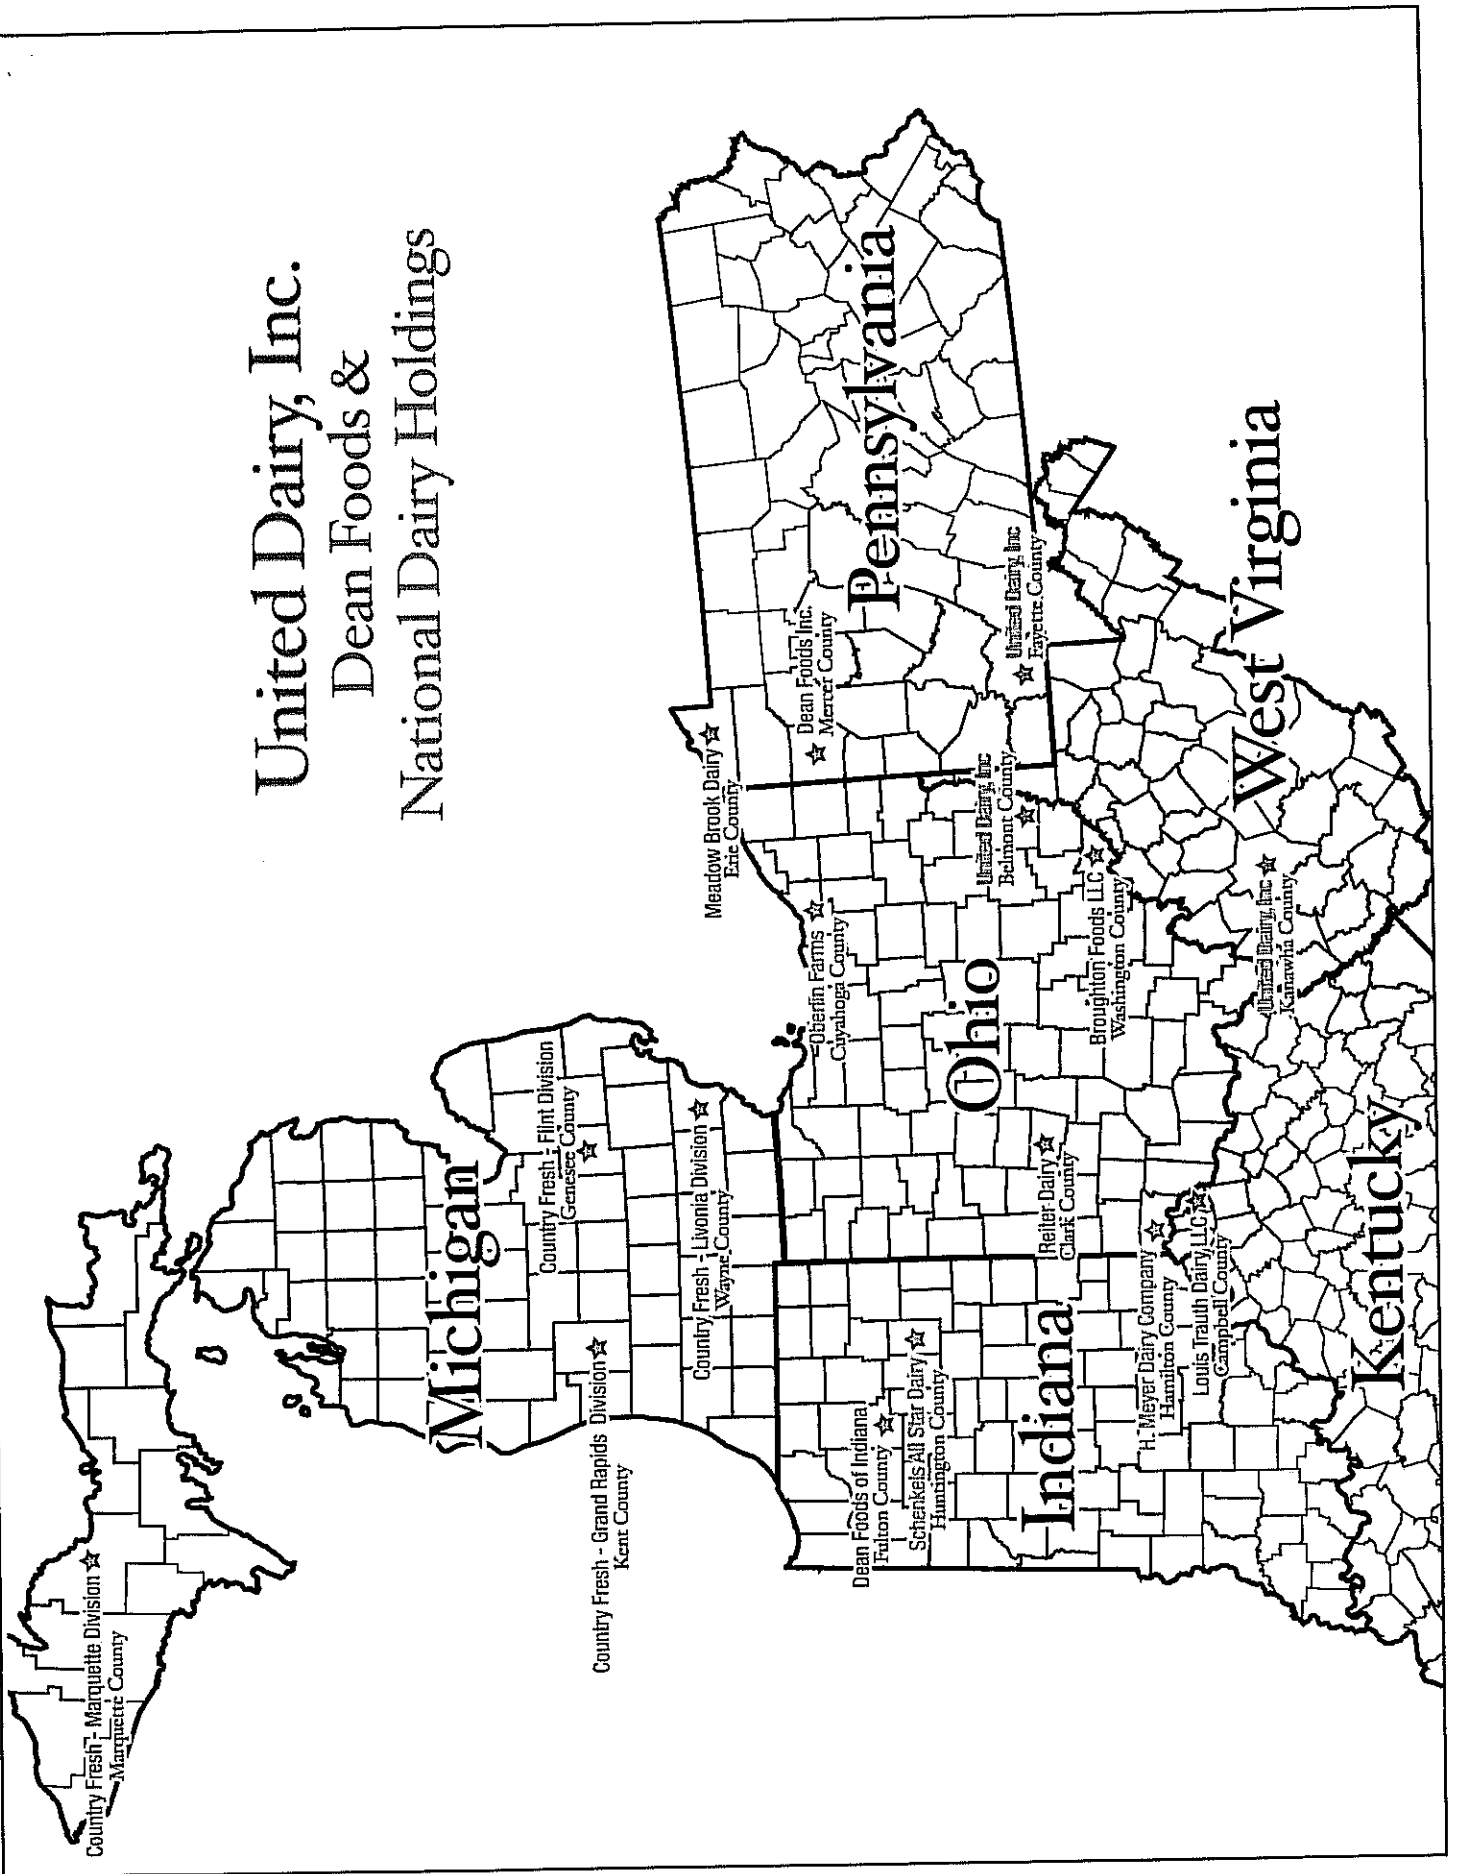 United Dairy, Inc.
Dean Foods &
National Dairy Holdings
Country Fresh - Marquette Division
Marquette County
Michigan
Country Fresh - Flint Division
Genesee County
Country Fresh - Grand Rapids Division
Kent County
Country Fresh - Livonia Division
Wayne County
Meadow Brook Dairy
Erie County
Dean Foods Inc.
Mercer County
Oberlin Farms
Cuyahoga County
Pennsylvania
Dean Foods of Indiana
Fulton County
Schenkels All Star Dairy
Huntington County
Ohio
United Dairy Inc
Belmont County
United Dairy Inc
Fayette County
Indiana
Reiter Dairy
Clark County
Broughton Foods LLC
Washington County
H. Meyer Dairy Company
Hamilton County
Louis Trauth Dairy, LLC
Campbell County
West Virginia
United Dairy, Inc
Kanawha County
Kentucky